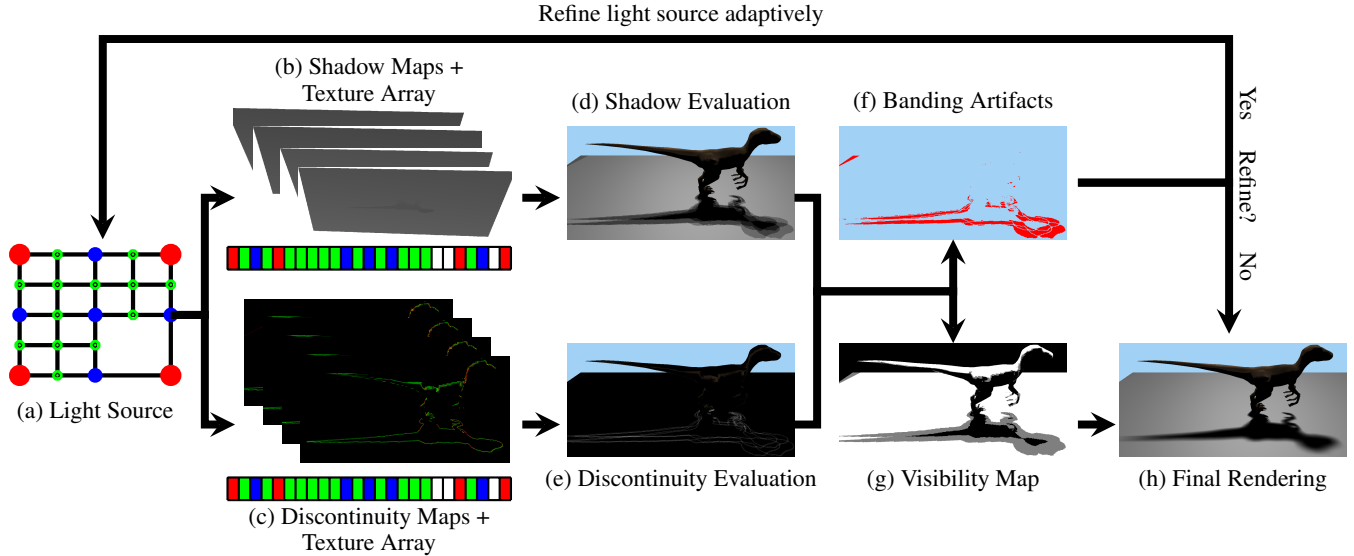 Refine light source adaptively
(b) Shadow Maps +
Texture Array
(d) Shadow Evaluation
(f) Banding Artifacts
Yes
Refine?
No
(a) Light Source
(e) Discontinuity Evaluation
(g) Visibility Map
(h) Final Rendering
(c) Discontinuity Maps +
Texture Array